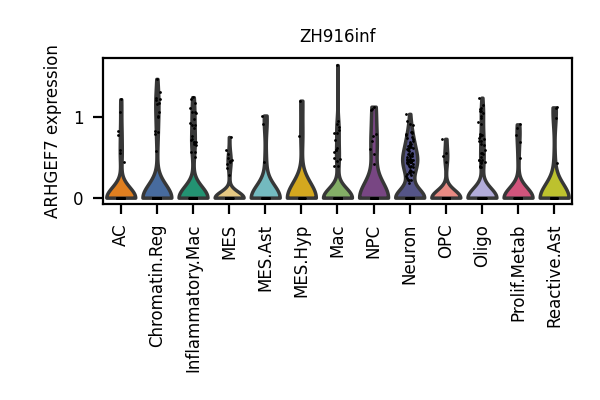 ZH916inf
ARHGEF7 expression
1
0
AC
Chromatin.Reg
Inflammatory.Mac
MES
MES.Ast
MES.Hyp
Mac
NPC
Neuron
OPC
Oligo
Prolif.Metab
Reactive.Ast